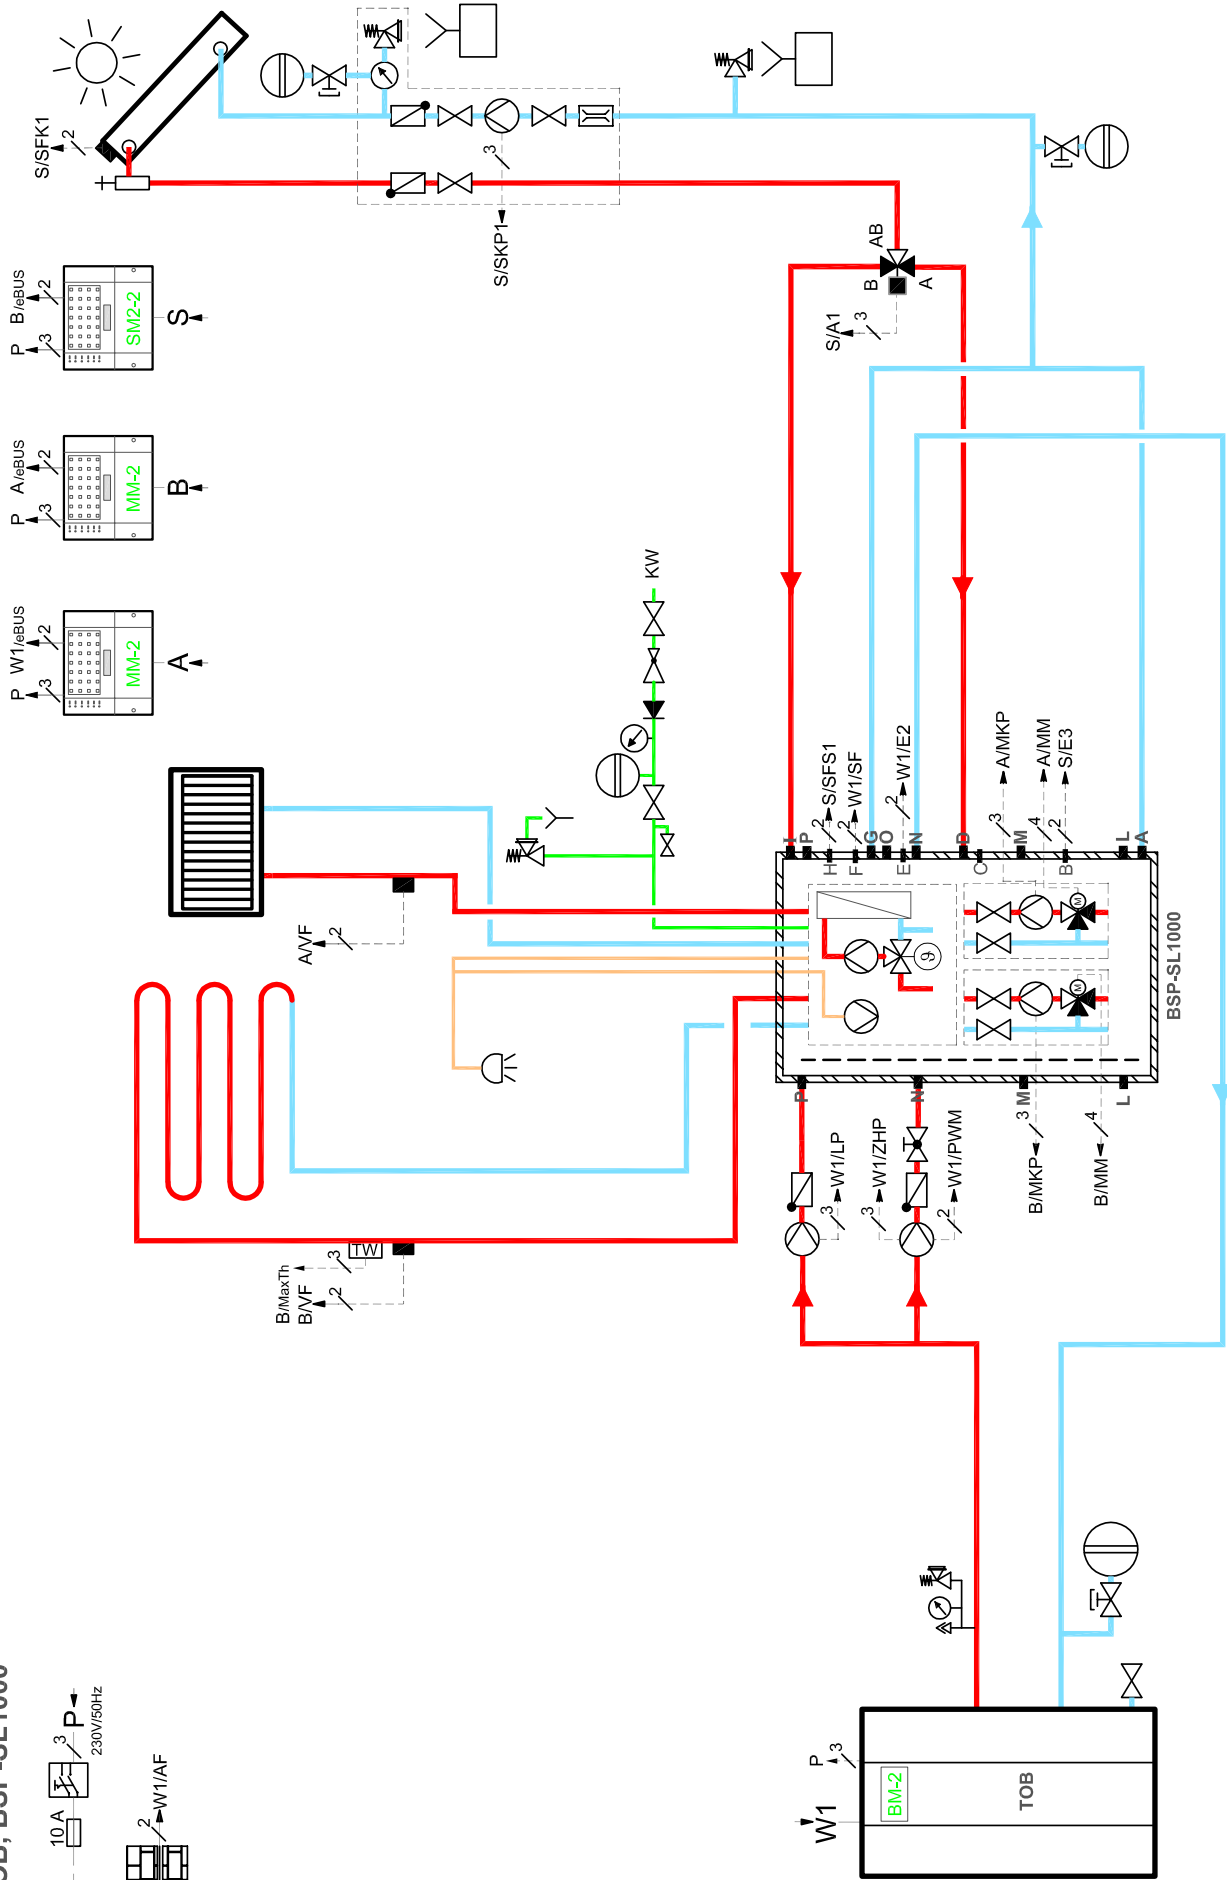 S/SFK1
2
3
S/SKP1
AB
B
A
S/A1
3
P
B/eBUS
3
2
SM2-2
S
P
A/eBUS
3
2
MM-2
B
P
W1/eBUS
3
2
MM-2
A
KW
A/VF
2
TW
B/MaxTh
3
B/VF
2
I
P
H
F
G
O
E
N
D
C
M
B
L
A
2
S/SFS1
2
W1/SF
2
W1/E2
3
A/MKP
4
A/MM
2
S/E3
M
M
BSP-SL1000
P
N
M
L
3
W1/LP
3
W1/ZHP
2
W1/PWM
3
B/MKP
4
B/MM
P
3
W1
BM-2
TOB
BSP-SL1000
10 A
3
P
230V/50Hz
2
W1/AF